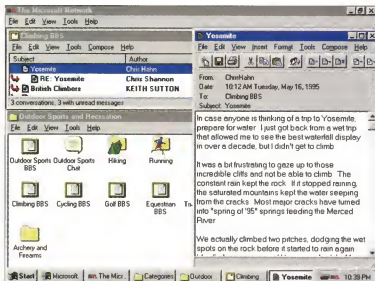 The Microsoft Network
File Edit View Tools Help
Climbing BBS
File Edit View Tools Compose Help
Subject Author
Yosemite Chris Hahn
RE: Yosemite Chris Shannon
British Climbers KEITH SUTTON
3 conversations, 3 with unread messages
Outdoor Sports and Recreation
File Edit View Tools Help
Outdoor Sports BBS
Outdoor Sports Chat
Hiking
Running
Climbing BBS
Cycling BBS
Golf BBS
Equestrian BBS
Archery and Firearms
Yosemite
File Edit View Insert Format Tools Compose Help
From: ChrisHahn
Date: 10:12 AM Tuesday, May 16, 1995
To: Climbing BBS
Subject: Yosemite
In case anyone is thinking of a trip to Yosemite,
prepare for water I just got back from a wet trip
that allowed me to see the best waterfall display
in over a decade, but I didn't get to climb
It was a bit frustrating to gaze up to those
incredible cliffs and not be able to climb The
constant rain kept the rock If it stopped raining,
the saturated mountains kept the water seeping
from the cracks Most major cracks have turned
into "spring of '95" springs feeding the Merced
River
We actually climbed two pitches, dodging the wet
spots on the rock before it started to rain again
Start Microsoft The Micr.. Categories Outdoor Climbing Yosemite 10:39 PM